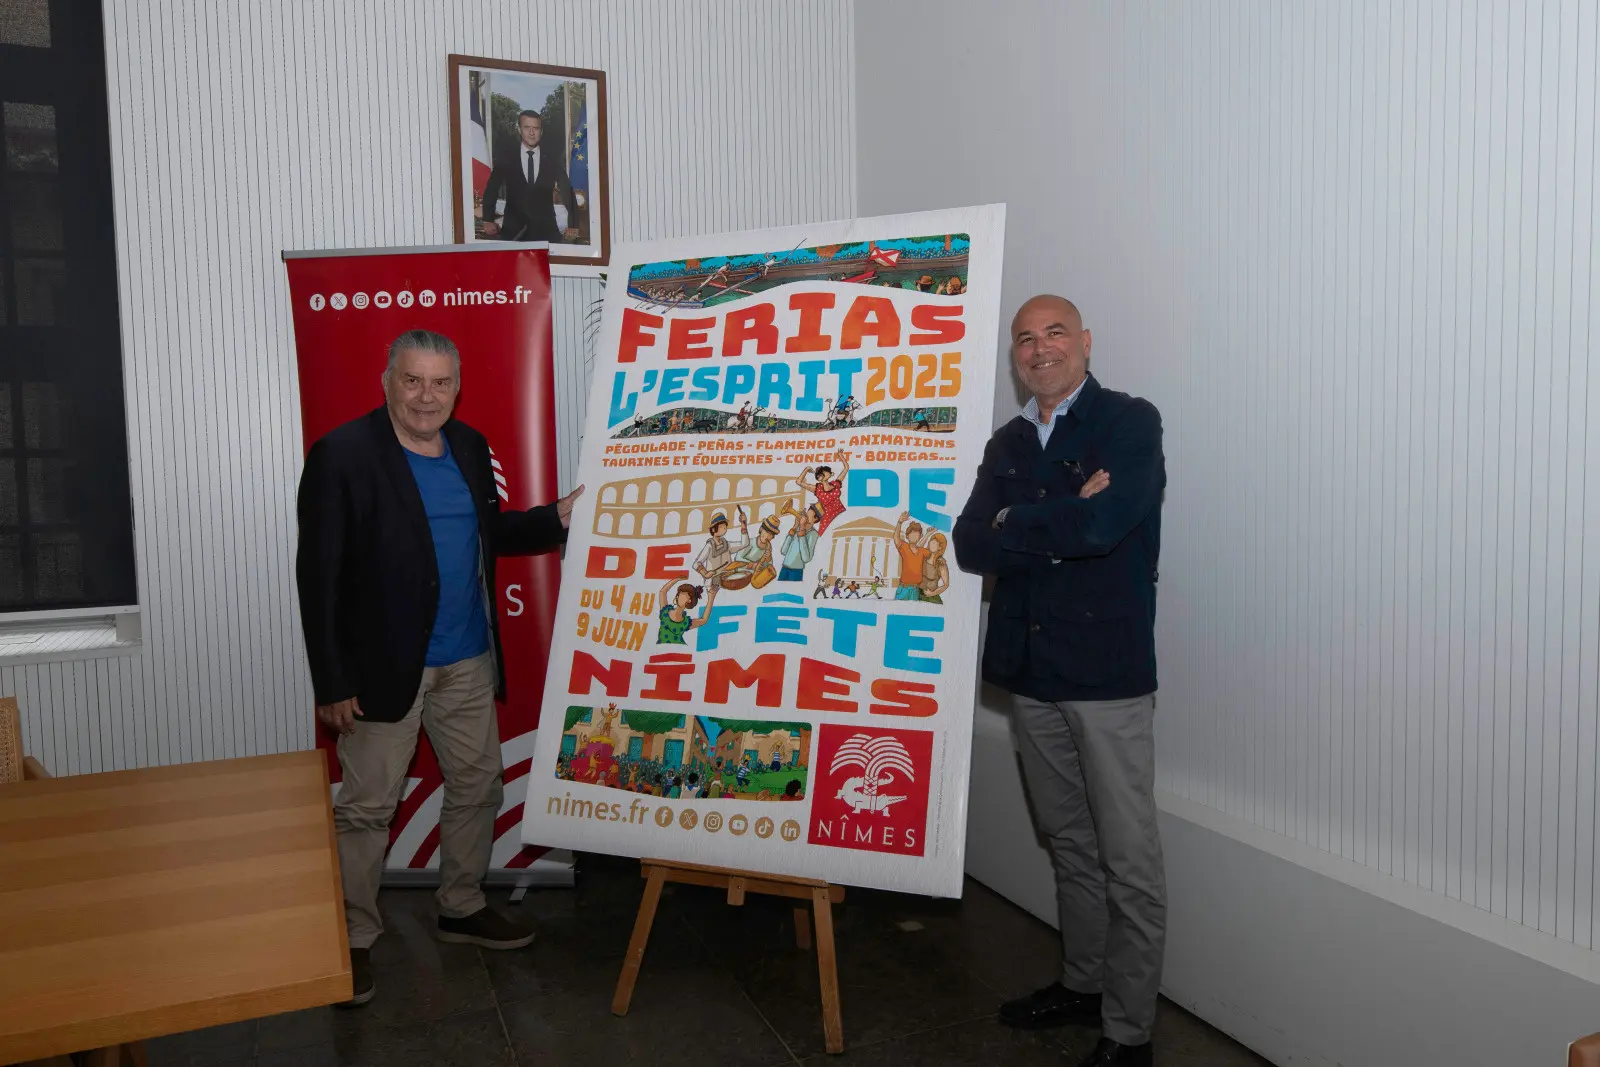 nimes.fr
S
FERIAS
L'ESPRIT 2025
PÉGOULADE - PEÑAS - FLAMENCO - ANIMATIONS
TAURINES ET ÉQUESTRES - CONCERT - BODEGAS...
DE
DE
DU 4 AU
9 JUIN
FÊTE
NÎMES
nimes.fr
NÎMES